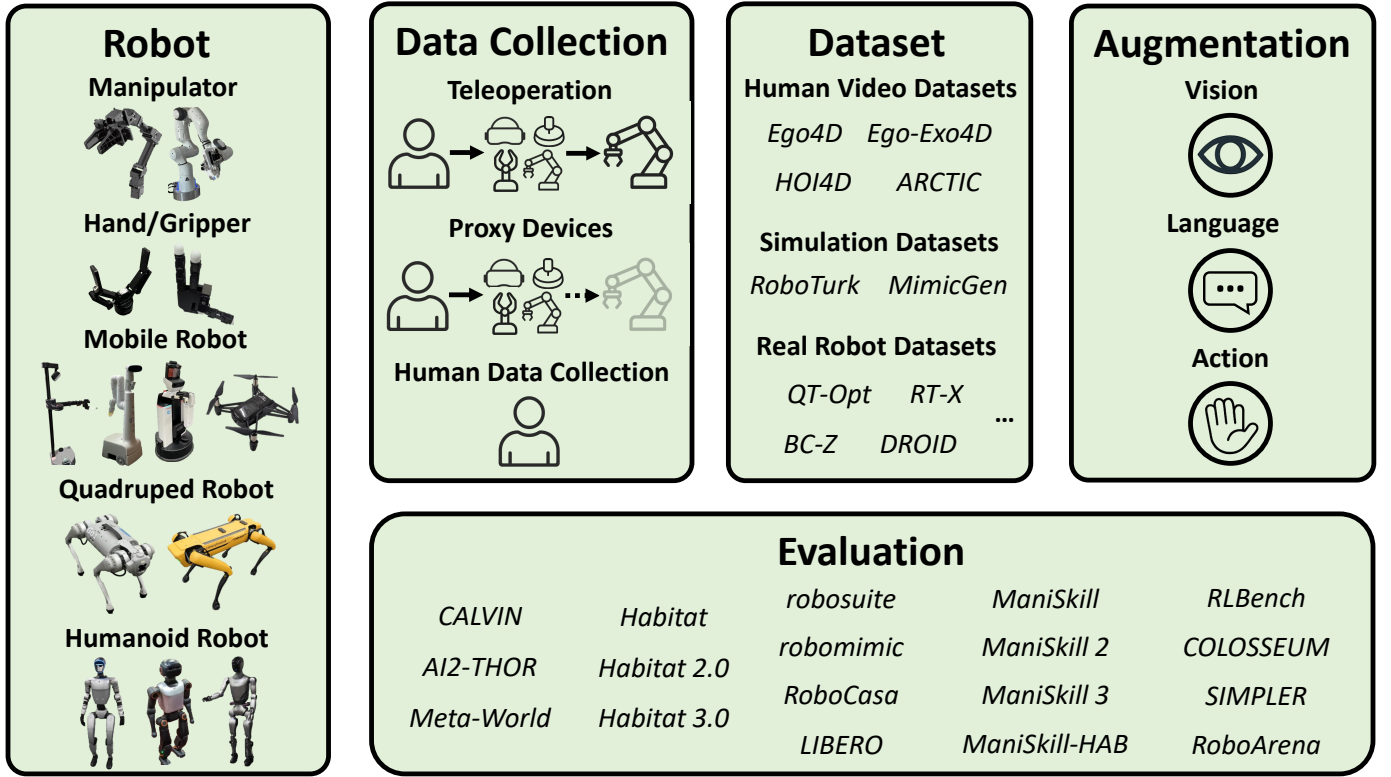 Robot
Manipulator
Hand/Gripper
Mobile Robot
Quadruped Robot
Humanoid Robot
Data Collection
Teleoperation
Proxy Devices
Human Data Collection
Dataset
Human Video Datasets
Ego4D Ego-Exo4D
HOI4D ARCTIC
Simulation Datasets
RoboTurk MimicGen
Real Robot Datasets
QT-Opt RT-X
...
BC-Z DROID
Augmentation
Vision
Language
Action
Evaluation
CALVIN
AI2-THOR
Meta-World
Habitat
Habitat 2.0
Habitat 3.0
robosuite
robomimic
RoboCasa
LIBERO
ManiSkill
ManiSkill 2
ManiSkill 3
ManiSkill-HAB
RLBench
COLOSSEUM
SIMPLER
RoboArena